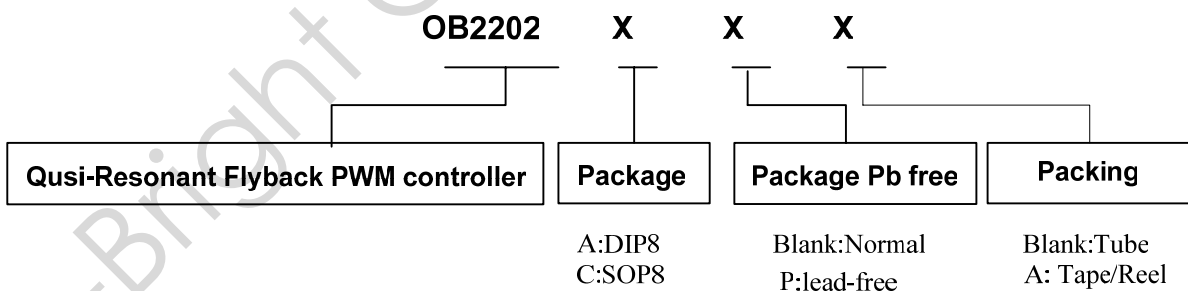 OB2202 X X X
Qusi-Resonant Flyback PWM controller
Package
Package Pb free
Packing
A:DIP8
C:SOP8
Blank:Normal
P:lead-free
Blank:Tube
A: Tape/Reel
-Bright